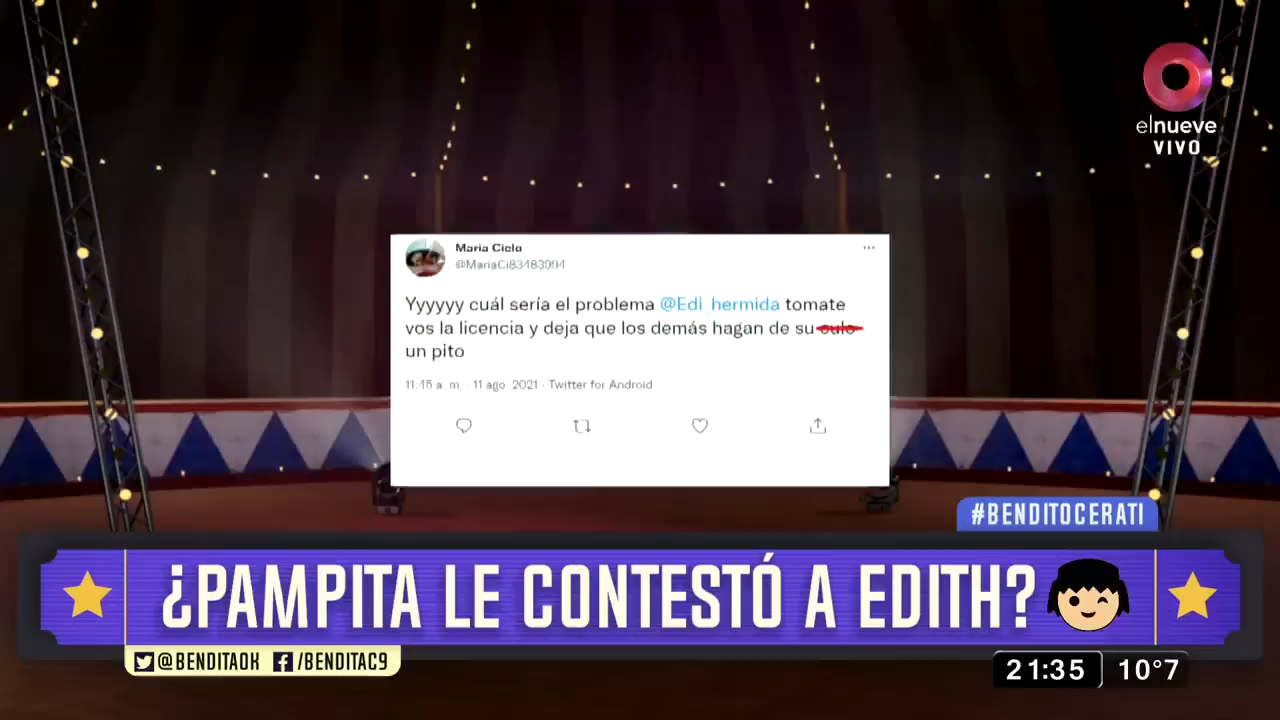 elnueve
VIVO
Maria Cielo
@MariaCi83483994
Yyyyyy cuál sería el problema @Edi_hermida tomate
vos la licencia y deja que los demás hagan de su culo
un pito
11:15 a. m. · 11 ago. 2021 · Twitter for Android
#BENDITOCERATI
¿PAMPITA LE CONTESTÓ A EDITH?
@BENDITAOK /BENDITAC9
21:35 10°7